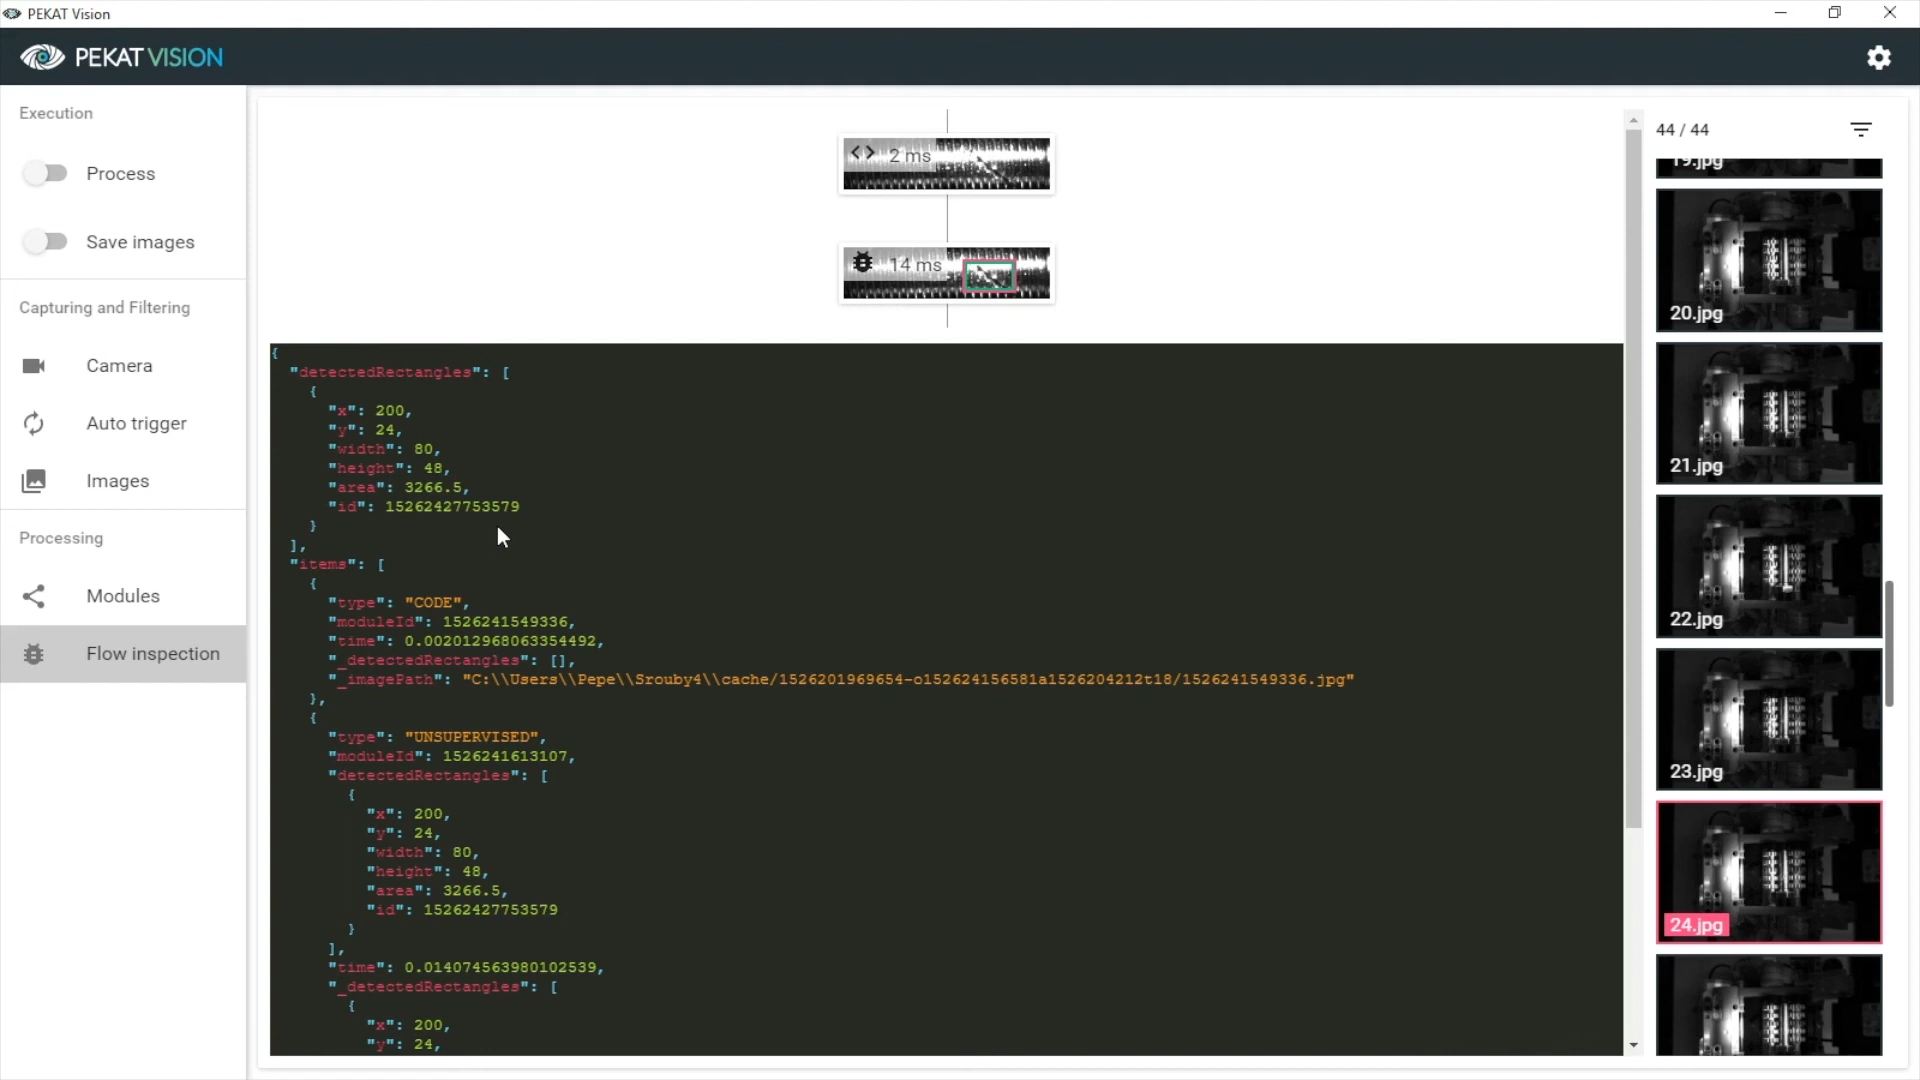 PEKAT Vision
PEKAT VISION
Execution
Process
Save images
Capturing and Filtering
Camera
Auto trigger
Images
Processing
Modules
Flow inspection
2 ms
14 ms
{
"detectedRectangles": [
{
"x": 200,
"y": 24,
"width": 80,
"height": 48,
"area": 3266.5,
"id": 15262427753579
}
],
"items": [
{
"type": "CODE",
"moduleId": 1526241549336,
"time": 0.002012968063354492,
"_detectedRectangles": [],
"_imagePath": "C:\\Users\\Pepe\\Srouby4\\cache/1526201969654-o152624156581a1526204212t18/1526241549336.jpg"
},
{
"type": "UNSUPERVISED",
"moduleId": 1526241613107,
"detectedRectangles": [
{
"x": 200,
"y": 24,
"width": 80,
"height": 48,
"area": 3266.5,
"id": 15262427753579
}
],
"time": 0.014074563980102539,
"_detectedRectangles": [
{
"x": 200,
"y": 24,
44 / 44
19.jpg
20.jpg
21.jpg
22.jpg
23.jpg
24.jpg